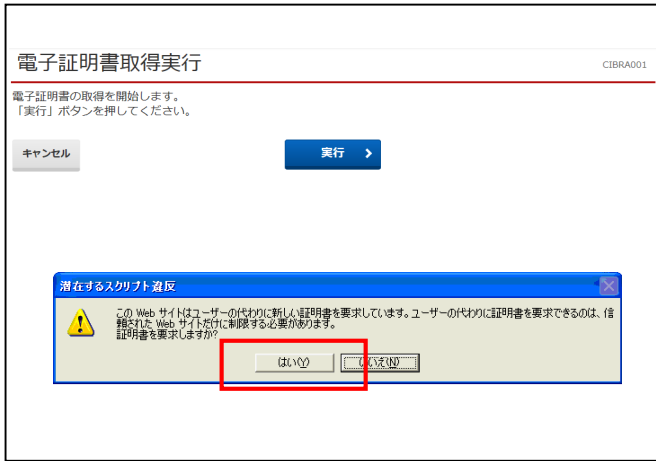 電子証明書取得実行
CIBRA001
電子証明書の取得を開始します。
「実行」ボタンを押してください。
キャンセル
実行
潜在するスクリプト違反
この Web サイトはユーザーの代わりに新しい証明書を要求しています。ユーザーの代わりに証明書を要求できるのは、信
頼された Web サイトだけに制限する必要があります。
証明書を要求しますか?
はい(Y)
いいえ(N)